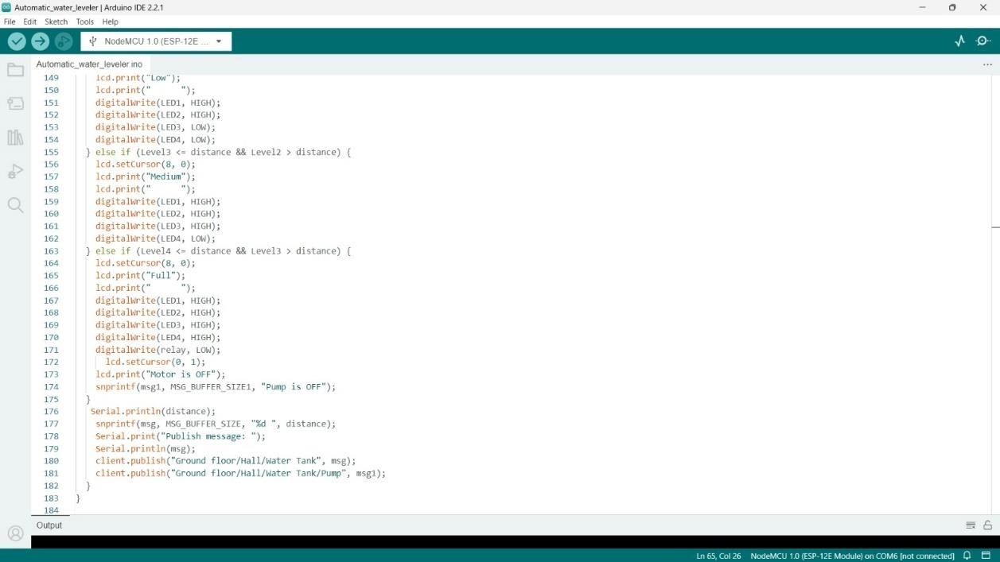 Automatic_water_leveler | Arduino IDE 2.2.1
File Edit Sketch Tools Help
NodeMCU 1.0 (ESP-12E ...
Automatic_water_leveler.ino
149 lcd.print("Low");
150 lcd.print("      ");
151 digitalWrite(LED1, HIGH);
152 digitalWrite(LED2, HIGH);
153 digitalWrite(LED3, LOW);
154 digitalWrite(LED4, LOW);
155 } else if (Level3 <= distance && Level2 > distance) {
156 lcd.setCursor(8, 0);
157 lcd.print("Medium");
158 lcd.print("      ");
159 digitalWrite(LED1, HIGH);
160 digitalWrite(LED2, HIGH);
161 digitalWrite(LED3, HIGH);
162 digitalWrite(LED4, LOW);
163 } else if (Level4 <= distance && Level3 > distance) {
164 lcd.setCursor(8, 0);
165 lcd.print("Full");
166 lcd.print("      ");
167 digitalWrite(LED1, HIGH);
168 digitalWrite(LED2, HIGH);
169 digitalWrite(LED3, HIGH);
170 digitalWrite(LED4, HIGH);
171 digitalWrite(relay, LOW);
172 lcd.setCursor(0, 1);
173 lcd.print("Motor is OFF");
174 snprintf(msg1, MSG_BUFFER_SIZE1, "Pump is OFF");
175 }
176 Serial.println(distance);
177 snprintf(msg, MSG_BUFFER_SIZE, "%d ", distance);
178 Serial.print("Publish message: ");
179 Serial.println(msg);
180 client.publish("Ground floor/Hall/Water Tank", msg);
181 client.publish("Ground floor/Hall/Water Tank/Pump", msg1);
182 }
183 }
184
Output
Ln 65, Col 26 NodeMCU 1.0 (ESP-12E Module) on COM6 [not connected]